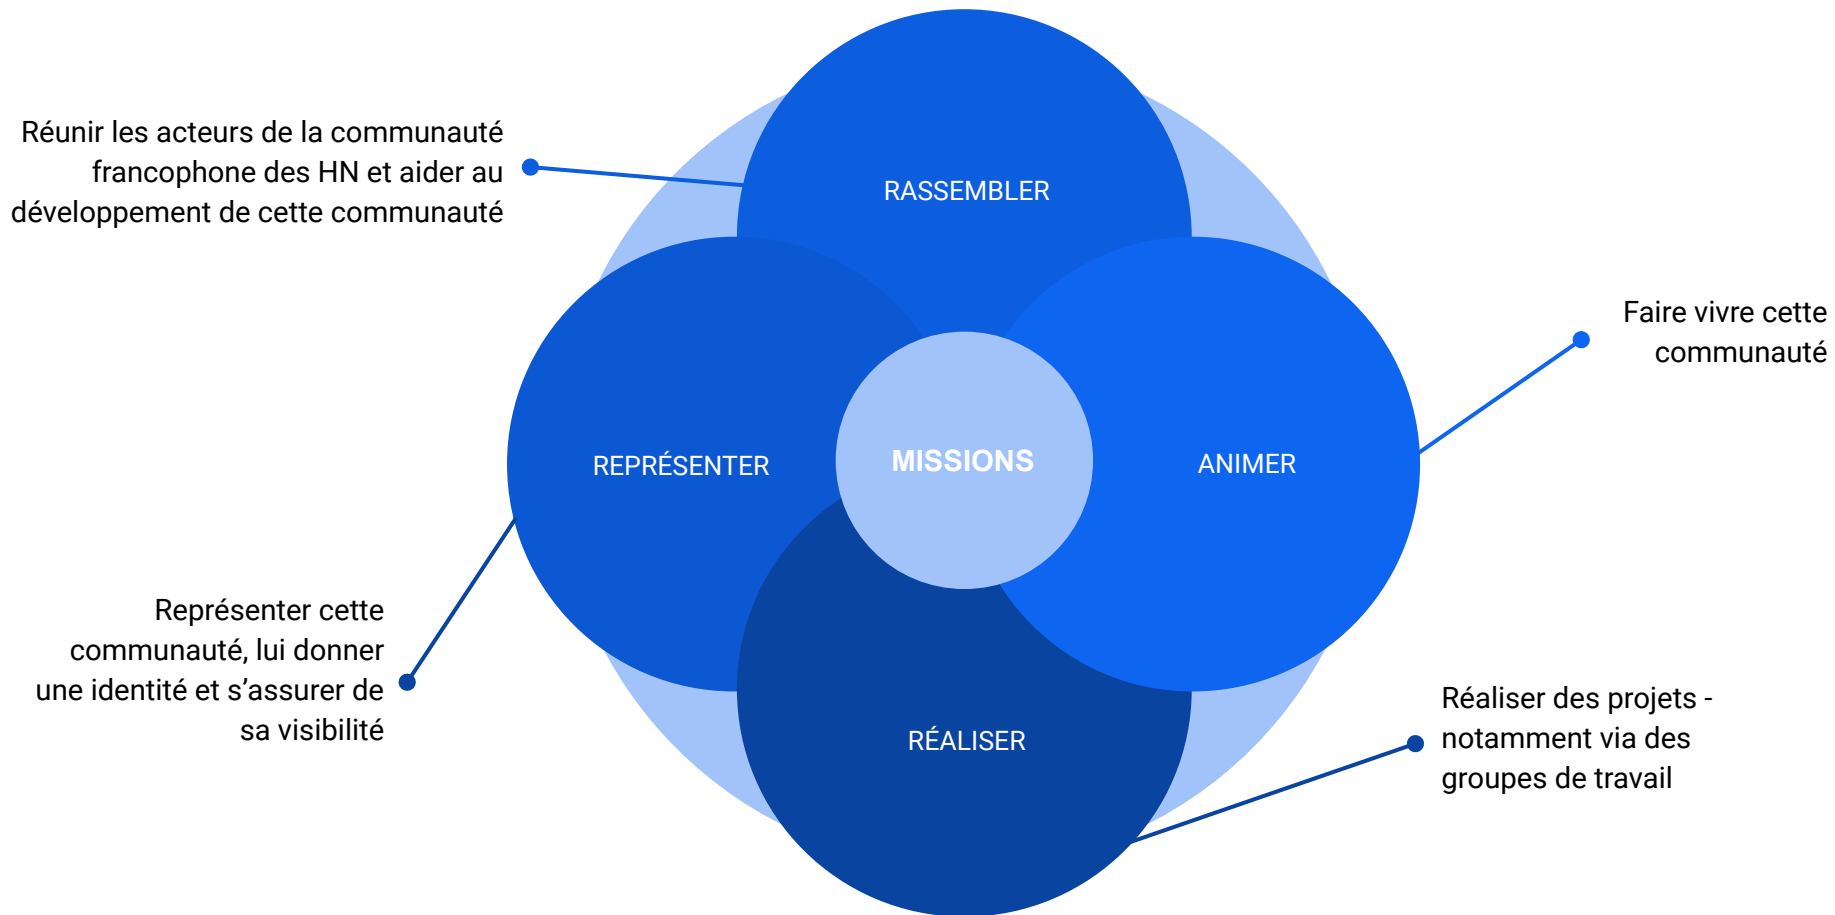 Réunir les acteurs de la communauté
francophone des HN et aider au
développement de cette communauté
RASSEMBLER
Faire vivre cette
communauté
REPRÉSENTER
MISSIONS
ANIMER
Représenter cette
communauté, lui donner
une identité et s’assurer de
sa visibilité
RÉALISER
Réaliser des projets -
notamment via des
groupes de travail